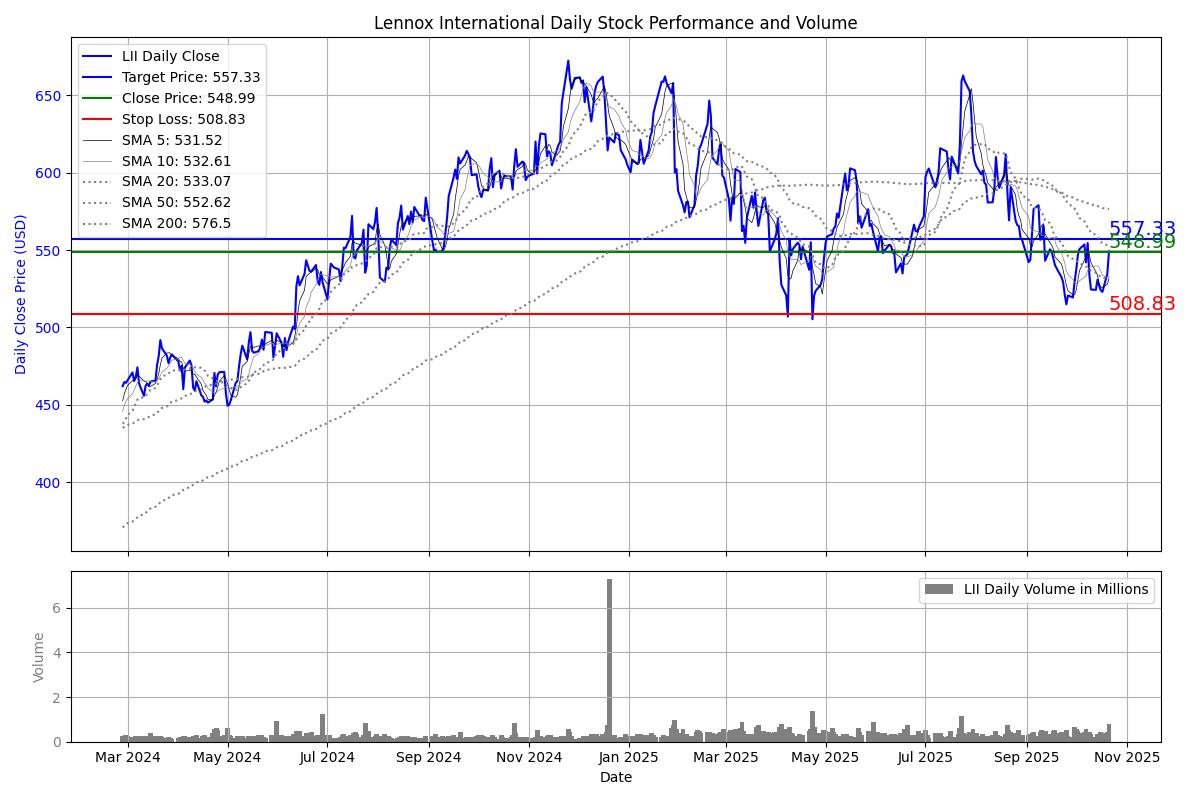 Lennox International Daily Stock Performance and Volume
LII Daily Close
Target Price: 557.33
Close Price: 548.99
Stop Loss: 508.83
SMA 5: 531.52
SMA 10: 532.61
SMA 20: 533.07
SMA 50: 552.62
SMA 200: 576.5
Daily Close Price (USD)
650
600
550
500
450
400
557.33
548.99
508.83
LII Daily Volume in Millions
Volume
6
4
2
0
Mar 2024 May 2024 Jul 2024 Sep 2024 Nov 2024 Jan 2025 Mar 2025 May 2025 Jul 2025 Sep 2025 Nov 2025
Date